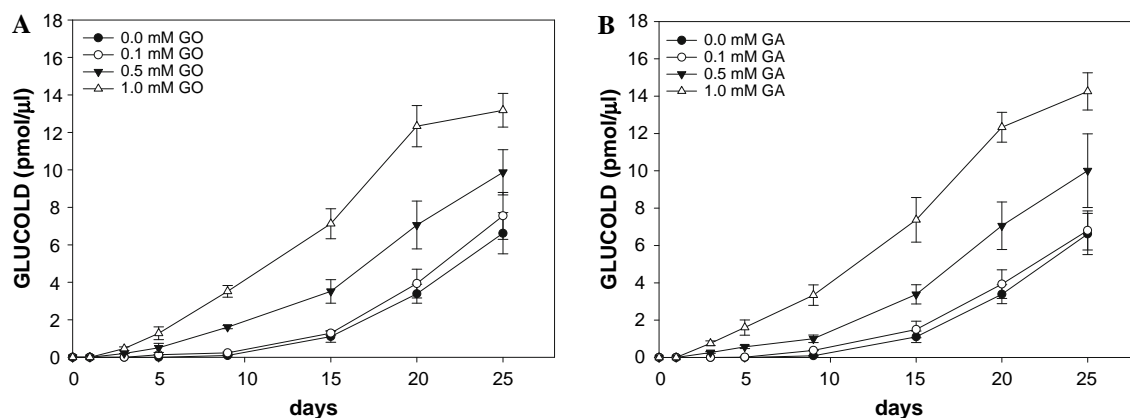 A
GLUCOLD (pmol/μl)
18
16
14
12
10
8
6
4
2
0
0.0 mM GO
0.1 mM GO
0.5 mM GO
1.0 mM GO
0 5 10 15 20 25
days
B
GLUCOLD (pmol/μl)
18
16
14
12
10
8
6
4
2
0
0.0 mM GA
0.1 mM GA
0.5 mM GA
1.0 mM GA
0 5 10 15 20 25
days